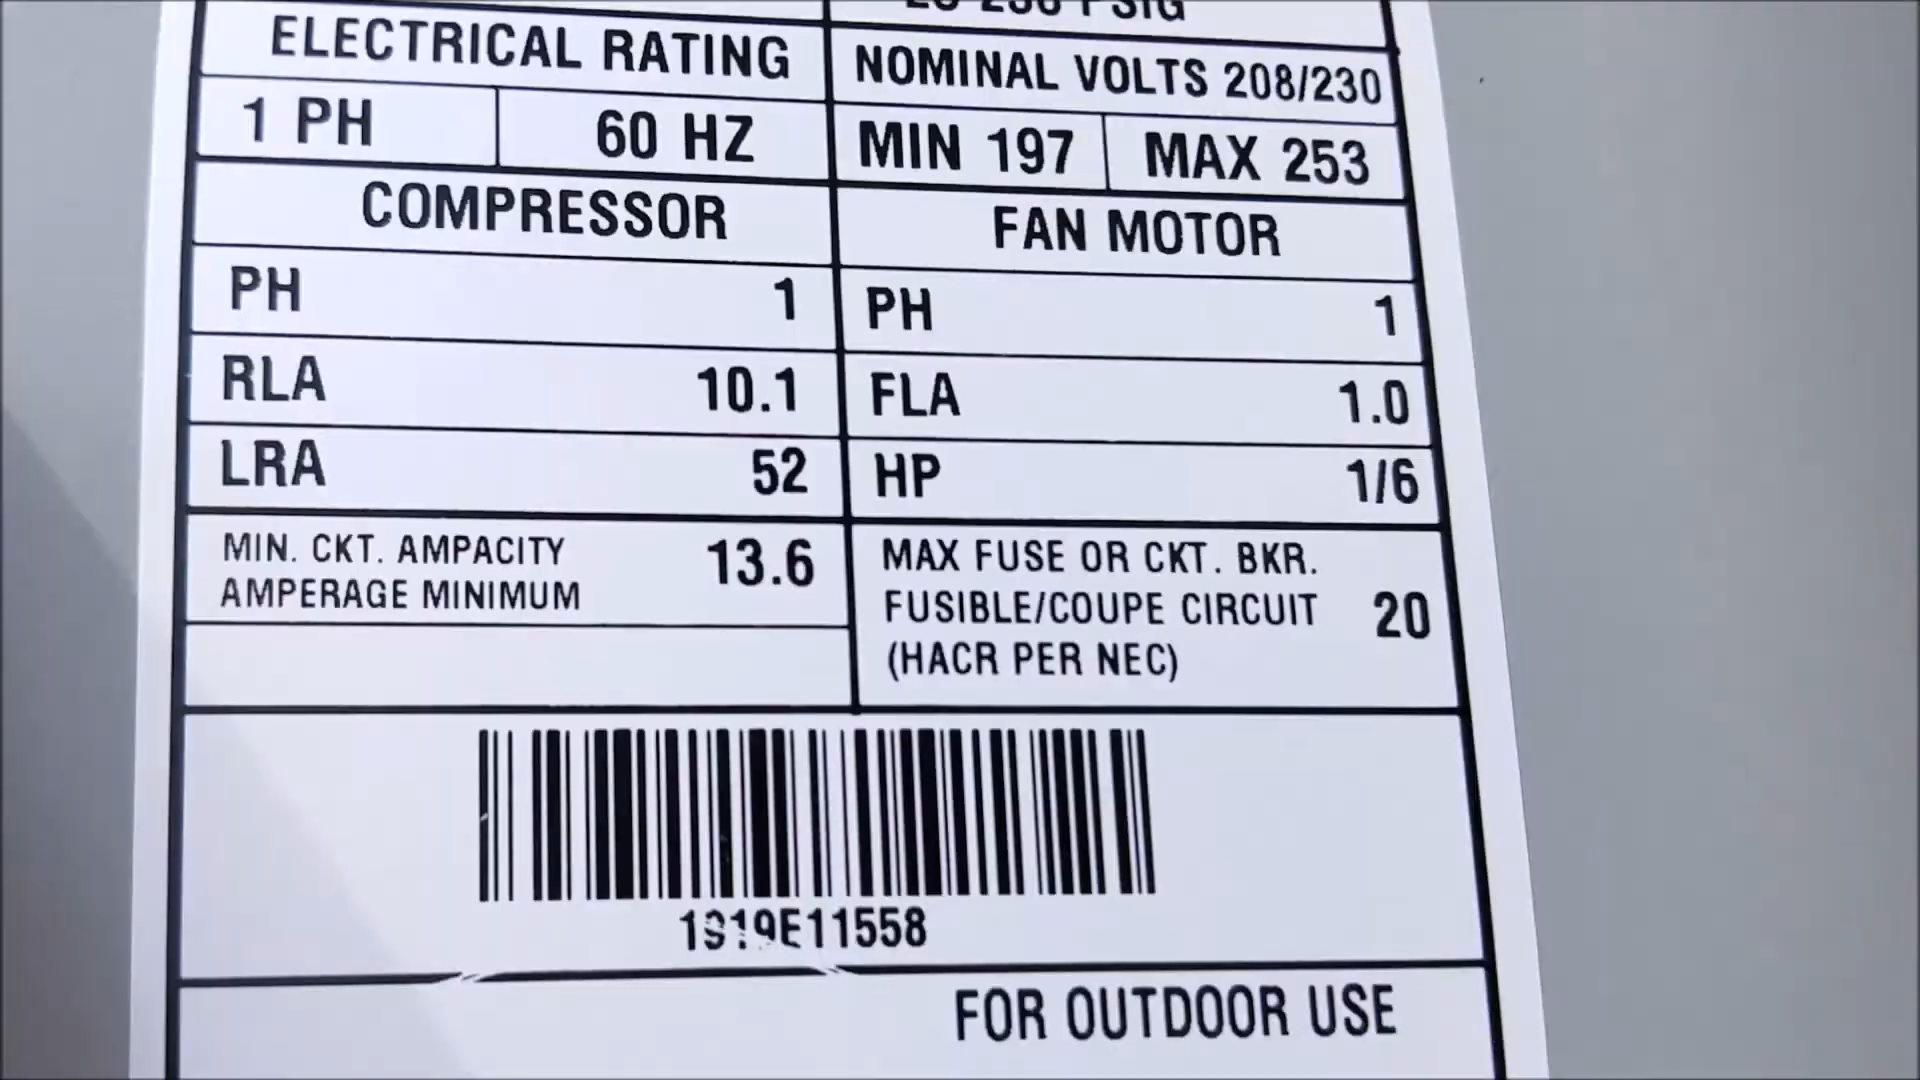 ELECTRICAL RATING
NOMINAL VOLTS 208/230
1 PH 60 HZ
MIN 197 MAX 253
COMPRESSOR
FAN MOTOR
PH 1
PH 1
RLA 10.1
FLA 1.0
LRA 52
HP 1/6
MIN. CKT. AMPACITY
AMPERAGE MINIMUM
13.6
MAX FUSE OR CKT. BKR.
FUSIBLE/COUPE CIRCUIT
(HACR PER NEC)
20
FOR OUTDOOR USE